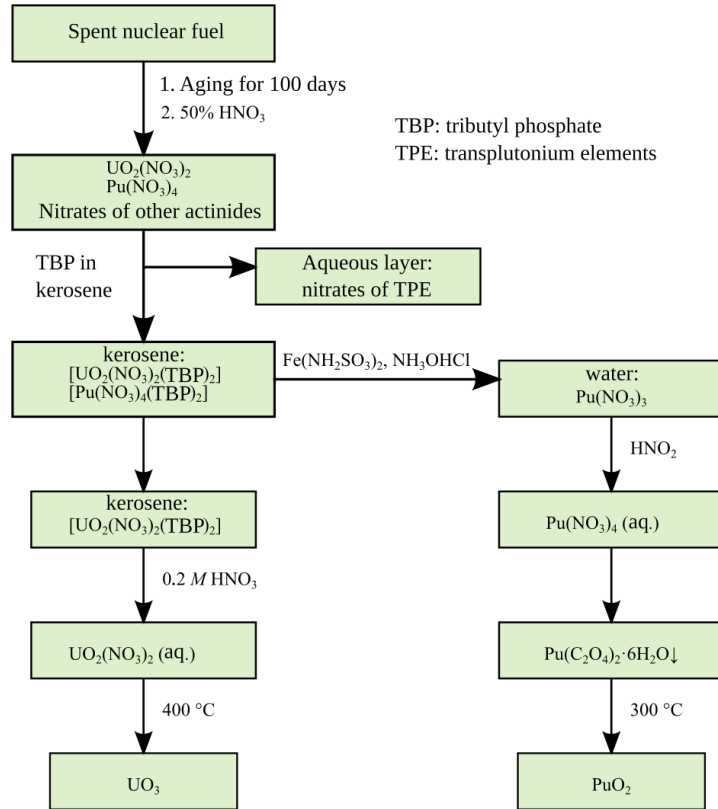 Spent nuclear fuel
1. Aging for 100 days
2. 50% HNO₃
TBP: tributyl phosphate
TPE: transplutonium elements
UO₂(NO₃)₂
Pu(NO₃)₄
Nitrates of other actinides
TBP in
kerosene
Aqueous layer:
nitrates of TPE
kerosene:
[UO₂(NO₃)₂(TBP)₂]
[Pu(NO₃)₄(TBP)₂]
Fe(NH₂SO₃)₂, NH₃OHCl
water:
Pu(NO₃)₃
HNO₂
kerosene:
[UO₂(NO₃)₂(TBP)₂]
Pu(NO₃)₄ (aq.)
0.2 M HNO₃
UO₂(NO₃)₂ (aq.)
Pu(C₂O₄)₂·6H₂O↓
400 °C
300 °C
UO₃
PuO₂